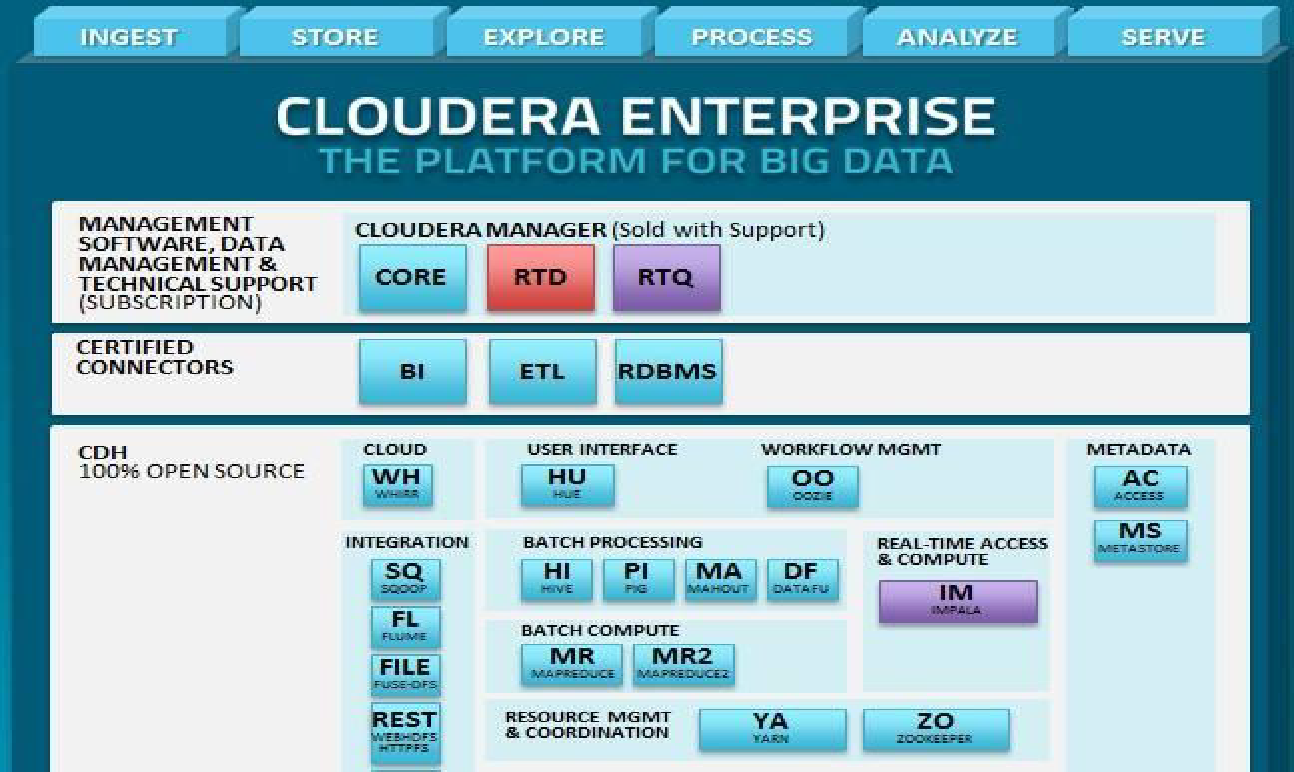 INGEST STORE EXPLORE PROCESS ANALYZE SERVE
CLOUDERA ENTERPRISE
THE PLATFORM FOR BIG DATA
MANAGEMENT
SOFTWARE, DATA
MANAGEMENT &
TECHNICAL SUPPORT
(SUBSCRIPTION)
CLOUDERA MANAGER (Sold with Support)
CORE RTD RTQ
CERTIFIED
CONNECTORS
BI ETL RDBMS
CDH
100% OPEN SOURCE
CLOUD
WH
WHIRR
USER INTERFACE
HU
HUE
WORKFLOW MGMT
OO
OOZIE
METADATA
AC
ACCESS
MS
METASTORE
INTEGRATION
SQ
SQOOP
FL
FLUME
FILE
FUSE-DFS
REST
WEBHDFS
HTTPFS
BATCH PROCESSING
HI
HIVE
PI
PIG
MA
MAHOUT
DF
DATAFU
REAL-TIME ACCESS
& COMPUTE
IM
IMPALA
BATCH COMPUTE
MR
MAPREDUCE
MR2
MAPREDUCE2
RESOURCE MGMT
& COORDINATION
YA
YARN
ZO
ZOOKEEPER